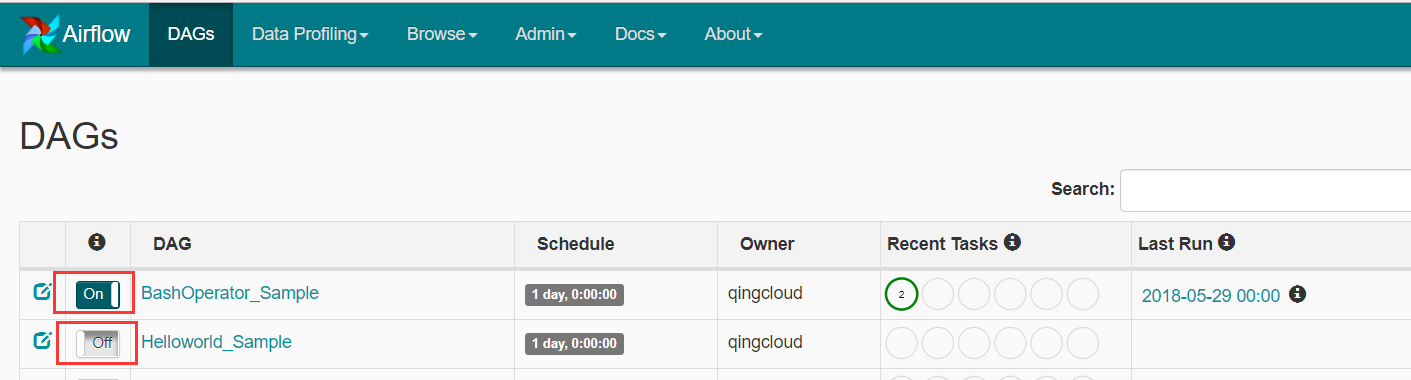 Airflow DAGs Data Profiling Browse Admin Docs About
DAGs
Search:
DAG Schedule Owner Recent Tasks Last Run
On BashOperator_Sample 1 day, 0:00:00 qingcloud 2 2018-05-29 00:00
Off Helloworld_Sample 1 day, 0:00:00 qingcloud